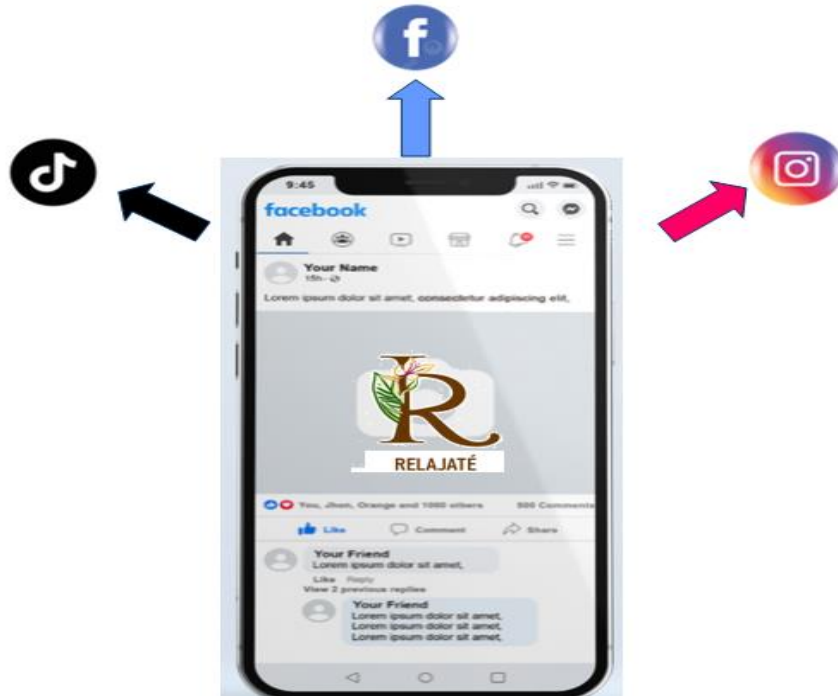 9:45
facebook
Your Name
15h·
Lorem ipsum dolor sit amet, consectetur adipiscing elit,
R
RELAJATÉ
You, Jhen, Orange and 1000 others 500 Comments
Like Comment Share
Your Friend
Lorem ipsum dolor sit amet,
Like Reply
View 2 previous replies
Your Friend
Lorem ipsum dolor sit amet,
Lorem ipsum dolor sit amet,
Lorem ipsum dolor sit amet,